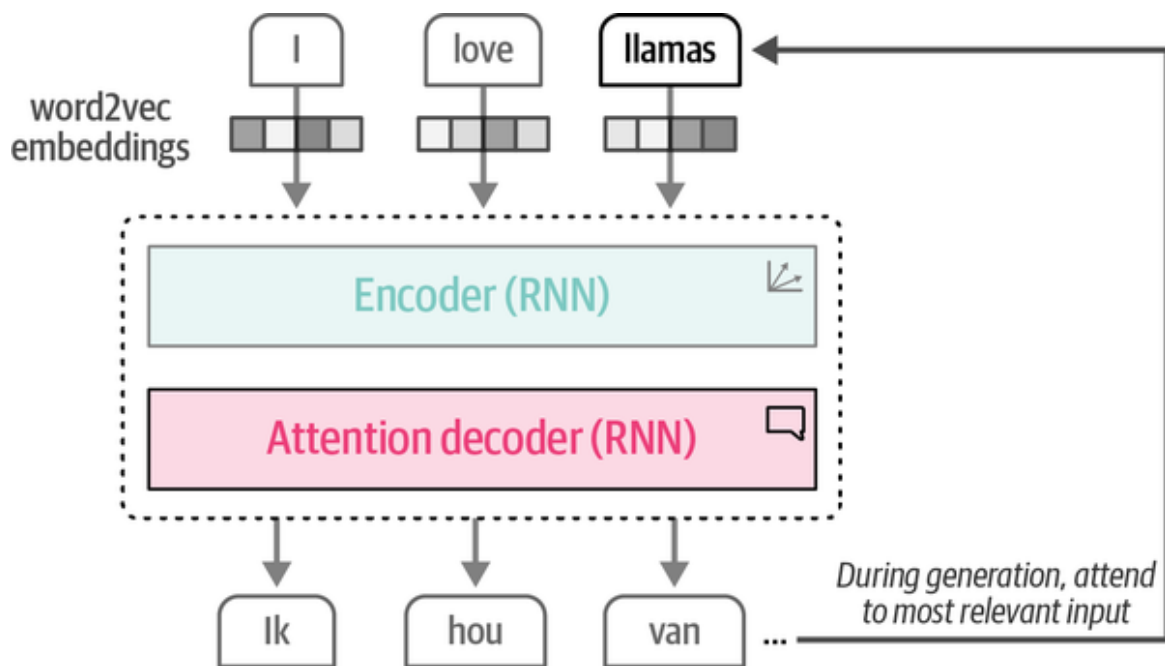 I
love
llamas
word2vec
embeddings
Encoder (RNN)
Attention decoder (RNN)
During generation, attend
to most relevant input
Ik
hou
van
...